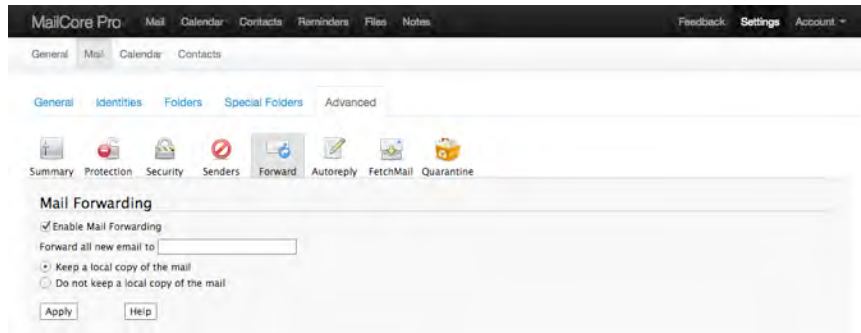 MailCore Pro Mail Calendar Contacts Reminders Files Notes Feedback Settings Account
General Mail Calendar Contacts
General Identities Folders Special Folders Advanced
Summary Protection Security Senders Forward Autoreply FetchMail Quarantine
Mail Forwarding
Enable Mail Forwarding
Forward all new email to
Keep a local copy of the mail
Do not keep a local copy of the mail
Apply Help